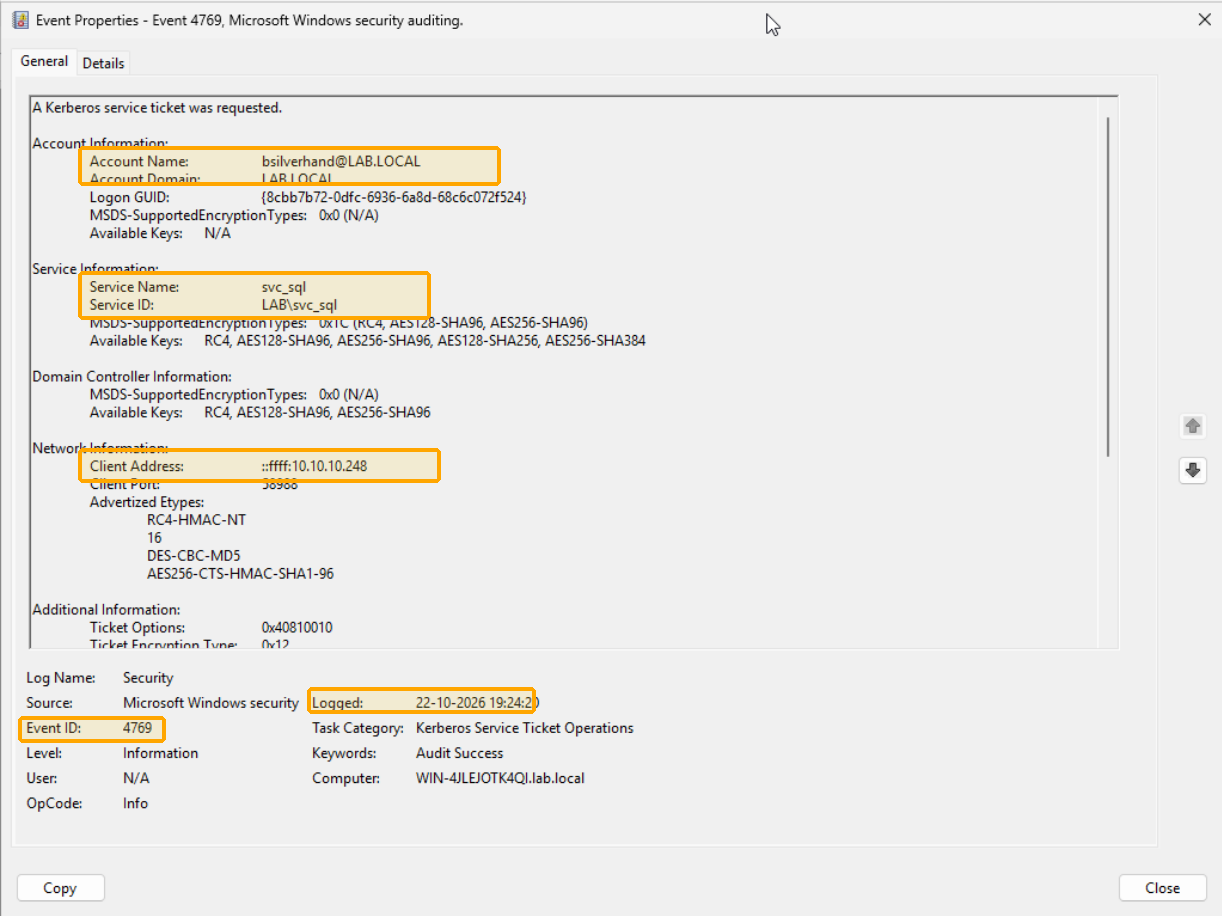 Event Properties - Event 4769, Microsoft Windows security auditing.
General Details
A Kerberos service ticket was requested.
Account Information:
Account Name: bsilverhand@LAB.LOCAL
Account Domain: LAB.LOCAL
Logon GUID: {8cbb7b72-0dfc-6936-6a8d-68c6c072f524}
MSDS-SupportedEncryptionTypes: 0x0 (N/A)
Available Keys: N/A
Service Information:
Service Name: svc_sql
Service ID: LAB\svc_sql
MSDS-SupportedEncryptionTypes: 0x1C (RC4, AES128-SHA96, AES256-SHA96)
Available Keys: RC4, AES128-SHA96, AES256-SHA96, AES128-SHA256, AES256-SHA384
Domain Controller Information:
MSDS-SupportedEncryptionTypes: 0x0 (N/A)
Available Keys: RC4, AES128-SHA96, AES256-SHA96
Network Information:
Client Address: ::ffff:10.10.10.248
Client Port: 58988
Advertized Etypes:
RC4-HMAC-NT
16
DES-CBC-MD5
AES256-CTS-HMAC-SHA1-96
Additional Information:
Ticket Options: 0x40810010
Ticket Encryption Type: 0x12
Log Name: Security
Source: Microsoft Windows security Logged: 22-10-2026 19:24:20
Event ID: 4769 Task Category: Kerberos Service Ticket Operations
Level: Information Keywords: Audit Success
User: N/A Computer: WIN-4JLEJOTK4QI.lab.local
OpCode: Info
Copy Close